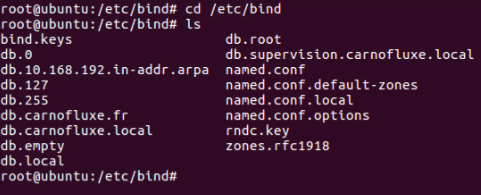 root@ubuntu:/etc/bind# cd /etc/bind
root@ubuntu:/etc/bind# ls
bind.keys db.root
db.0 db.supervision.carnofluxe.local
db.10.168.192.in-addr.arpa named.conf
db.127 named.conf.default-zones
db.255 named.conf.local
db.carnofluxe.fr named.conf.options
db.carnofluxe.local rndc.key
db.empty zones.rfc1918
db.local
root@ubuntu:/etc/bind#